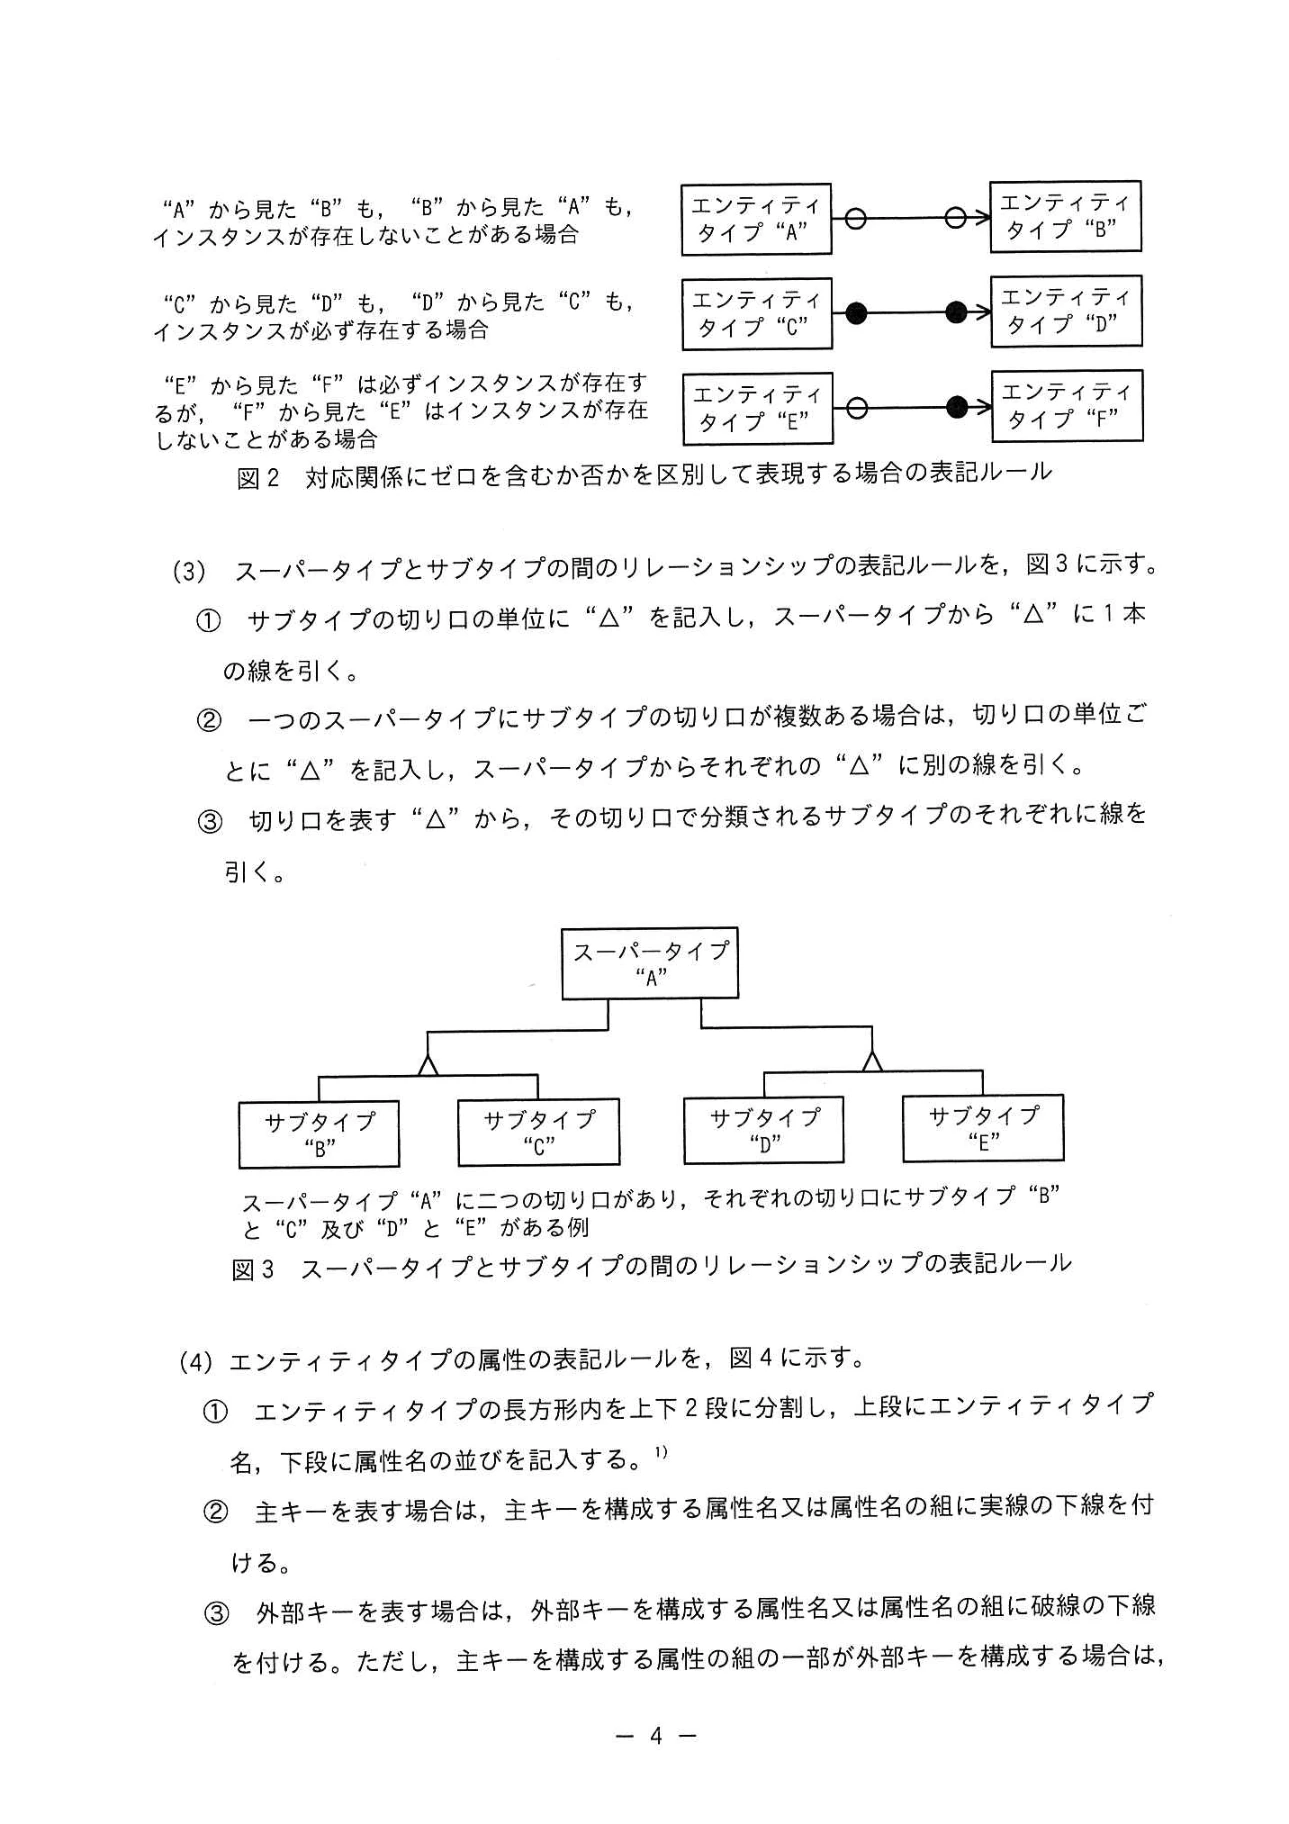 “A”から見た“B”も，“B”から見た“A”も，
インスタンスが存在しないことがある場合
エンティティ
タイプ“A”
エンティティ
タイプ“B”
“C”から見た“D”も，“D”から見た“C”も，
インスタンスが必ず存在する場合
エンティティ
タイプ“C”
エンティティ
タイプ“D”
“E”から見た“F”は必ずインスタンスが存在す
るが，“F”から見た“E”はインスタンスが存在
しないことがある場合
エンティティ
タイプ“E”
エンティティ
タイプ“F”
図2　対応関係にゼロを含むか否かを区別して表現する場合の表記ルール
(3)　スーパータイプとサブタイプの間のリレーションシップの表記ルールを，図3に示す。
①　サブタイプの切り口の単位に“△”を記入し，スーパータイプから“△”に1本
の線を引く。
②　一つのスーパータイプにサブタイプの切り口が複数ある場合は，切り口の単位ご
とに“△”を記入し，スーパータイプからそれぞれの“△”に別の線を引く。
③　切り口を表す“△”から，その切り口で分類されるサブタイプのそれぞれに線を
引く。
スーパータイプ
“A”
サブタイプ
“B”
サブタイプ
“C”
サブタイプ
“D”
サブタイプ
“E”
スーパータイプ“A”に二つの切り口があり，それぞれの切り口にサブタイプ“B”
と“C”及び“D”と“E”がある例
図3　スーパータイプとサブタイプの間のリレーションシップの表記ルール
(4) エンティティタイプの属性の表記ルールを，図4に示す。
①　エンティティタイプの長方形内を上下2段に分割し，上段にエンティティタイプ
名，下段に属性名の並びを記入する。1)
②　主キーを表す場合は，主キーを構成する属性名又は属性名の組に実線の下線を付
ける。
③　外部キーを表す場合は，外部キーを構成する属性名又は属性名の組に破線の下線
を付ける。ただし，主キーを構成する属性の組の一部が外部キーを構成する場合は，
－ 4 －